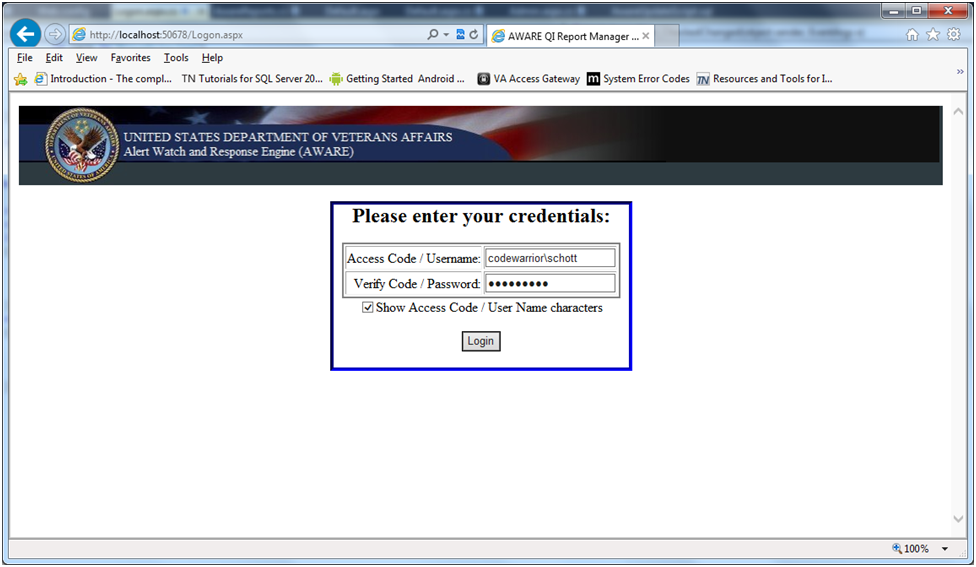 http://localhost:50678/Logon.aspx
AWARE QI Report Manager ...
File Edit View Favorites Tools Help
Introduction - The compl... TN Tutorials for SQL Server 20... Getting Started Android ... VA Access Gateway m System Error Codes TN Resources and Tools for I...
UNITED STATES DEPARTMENT OF VETERANS AFFAIRS
Alert Watch and Response Engine (AWARE)
Please enter your credentials:
Access Code / Username: codewarrior\schott
Verify Code / Password: ●●●●●●●●●
Show Access Code / User Name characters
Login
100%